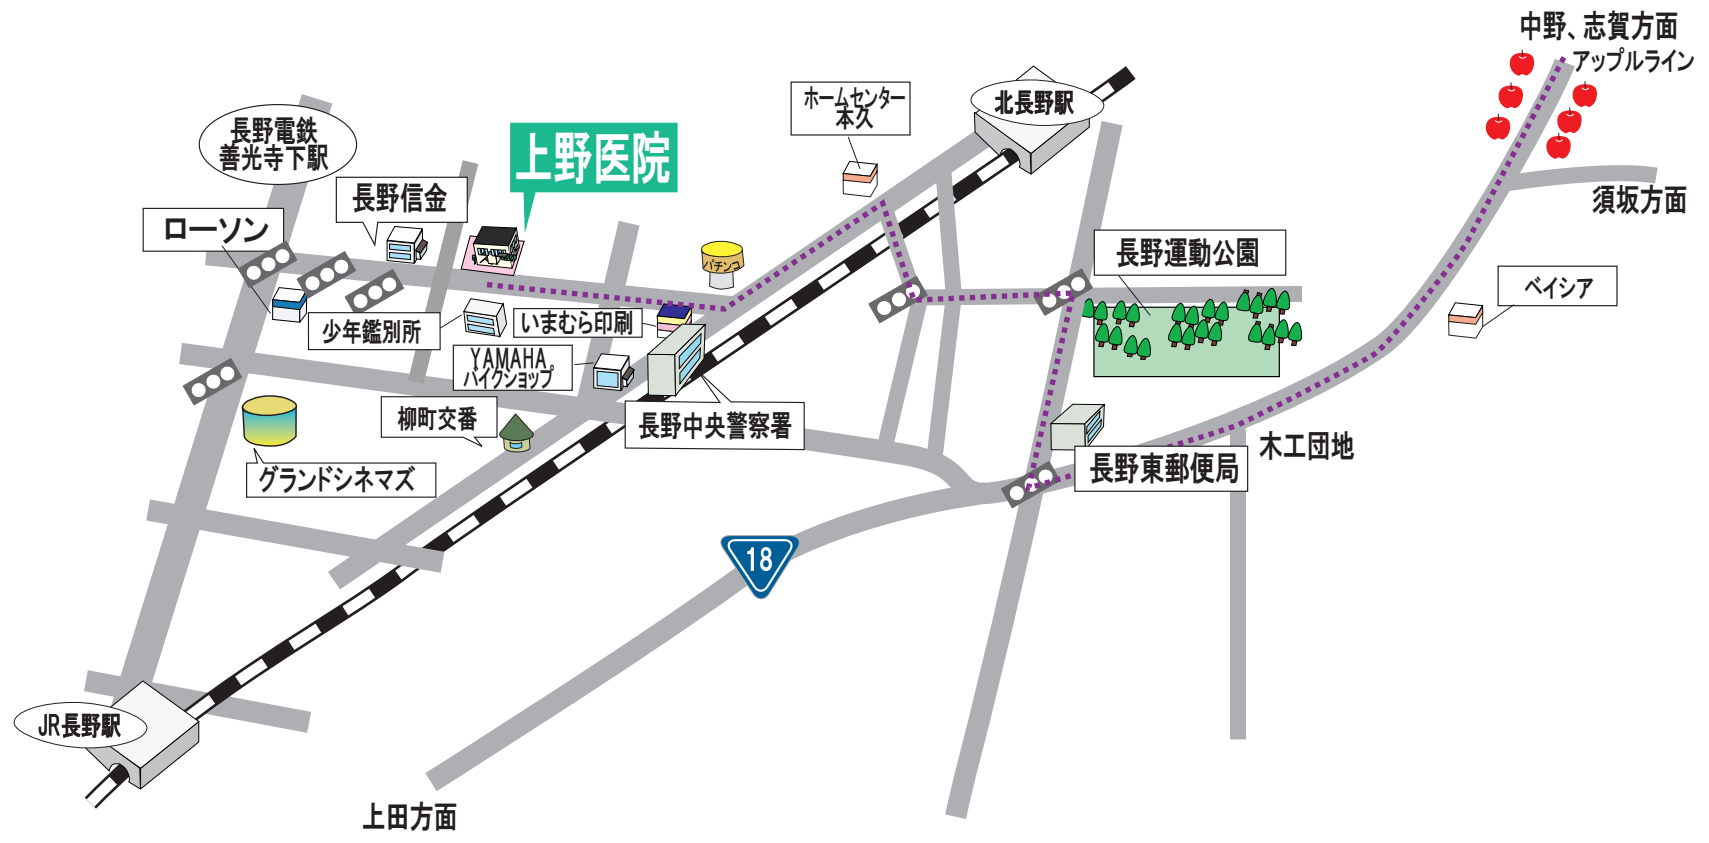 中野、志賀方面
アップルライン
ホームセンター
本久
北長野駅
長野電鉄
善光寺下駅
上野医院
長野信金
須坂方面
ローソン
長野運動公園
パチンコ
ベイシア
少年鑑別所
いまむら印刷
YAMAHA
バイクショップ
柳町交番
長野中央警察署
木工団地
長野東郵便局
グランドシネマズ
18
JR長野駅
上田方面